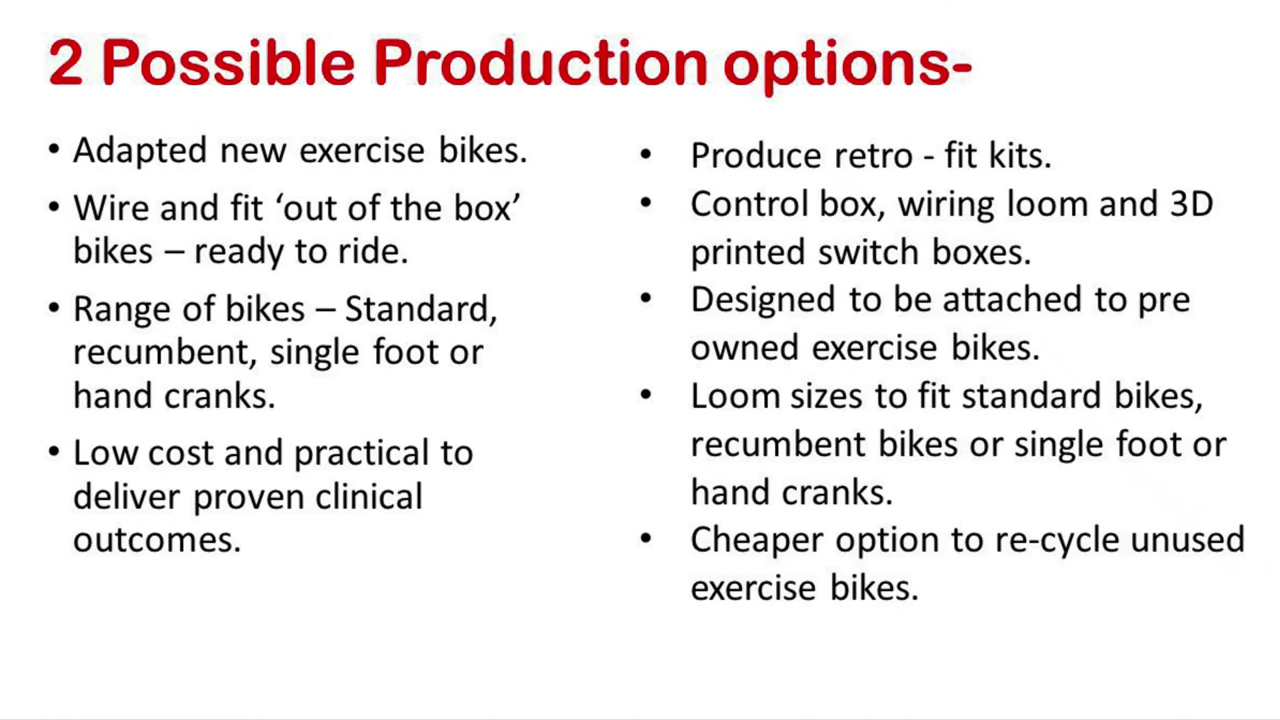 2 Possible Production options-
• Adapted new exercise bikes.
• Wire and fit ‘out of the box’
bikes – ready to ride.
• Range of bikes – Standard,
recumbent, single foot or
hand cranks.
• Low cost and practical to
deliver proven clinical
outcomes.
• Produce retro - fit kits.
• Control box, wiring loom and 3D
printed switch boxes.
• Designed to be attached to pre
owned exercise bikes.
• Loom sizes to fit standard bikes,
recumbent bikes or single foot or
hand cranks.
• Cheaper option to re-cycle unused
exercise bikes.